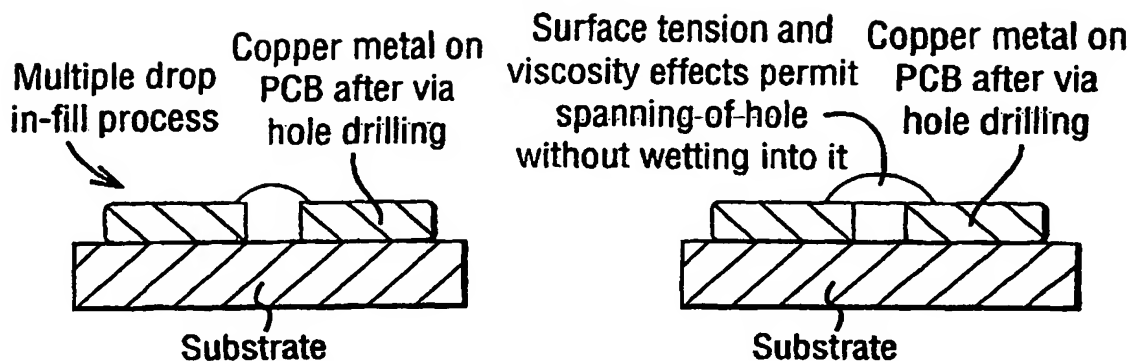 Multiple drop
in-fill process
Copper metal on
PCB after via
hole drilling
Substrate
Surface tension and
viscosity effects permit
spanning-of-hole
without wetting into it
Copper metal on
PCB after via
hole drilling
Substrate